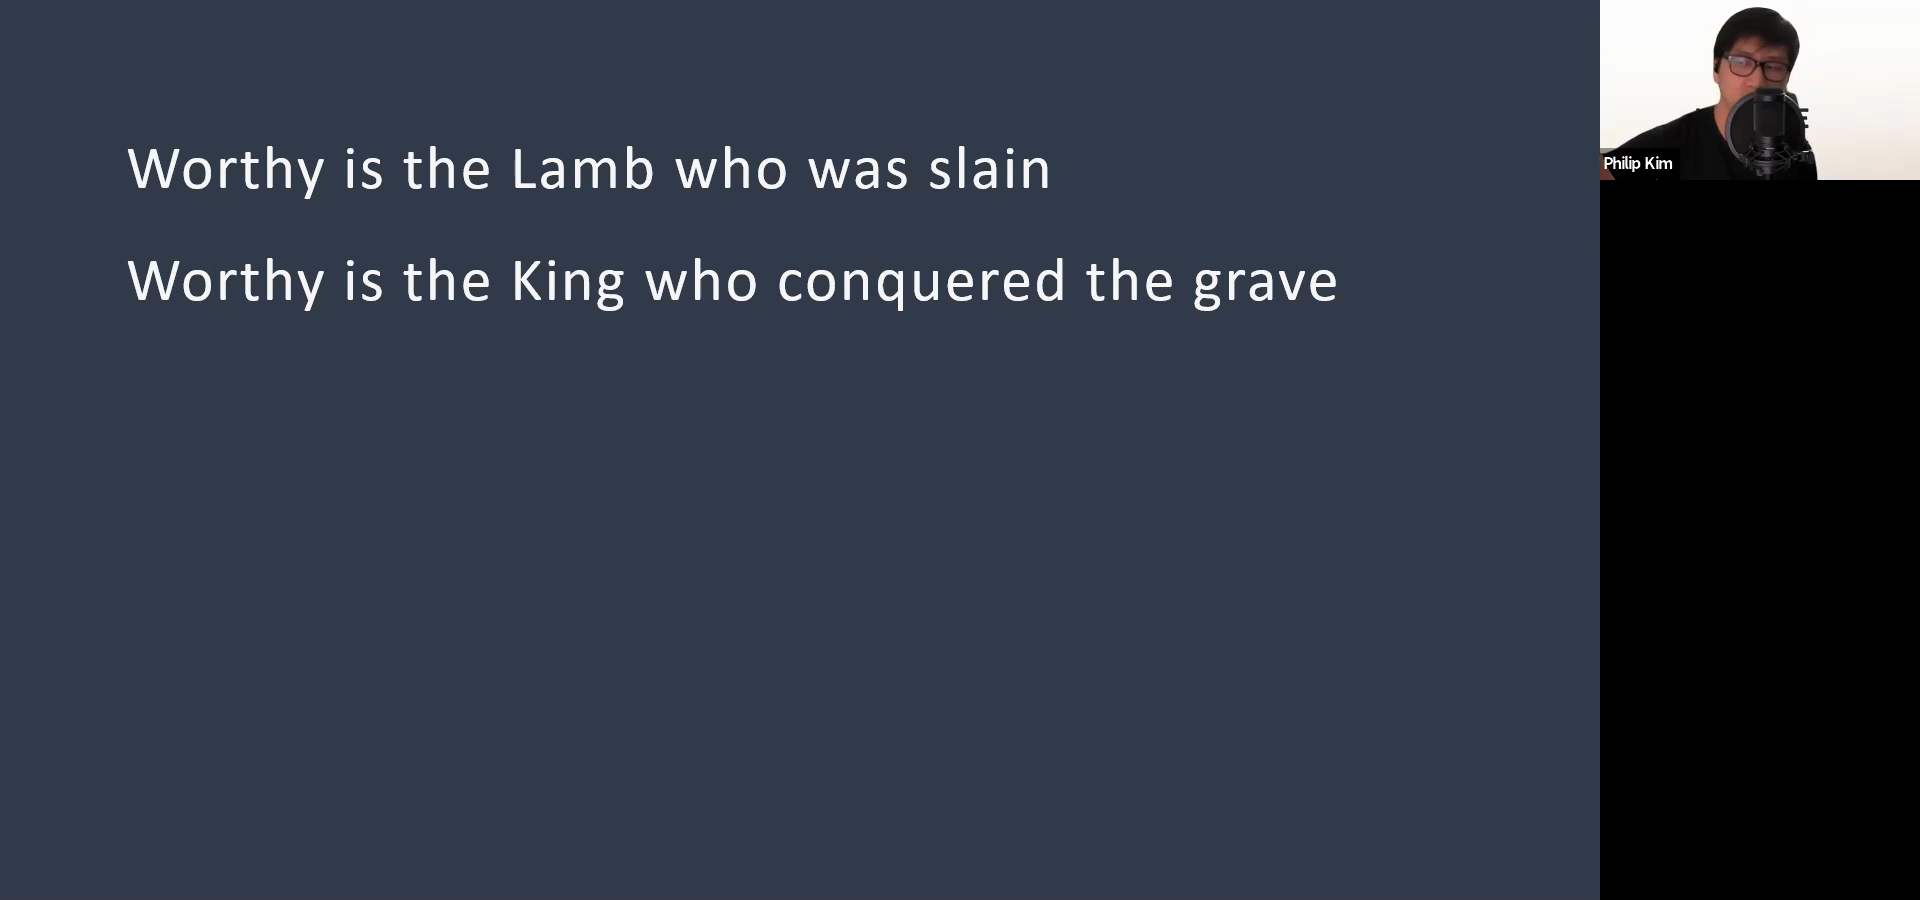 Worthy is the Lamb who was slain
Worthy is the King who conquered the grave
Philip Kim